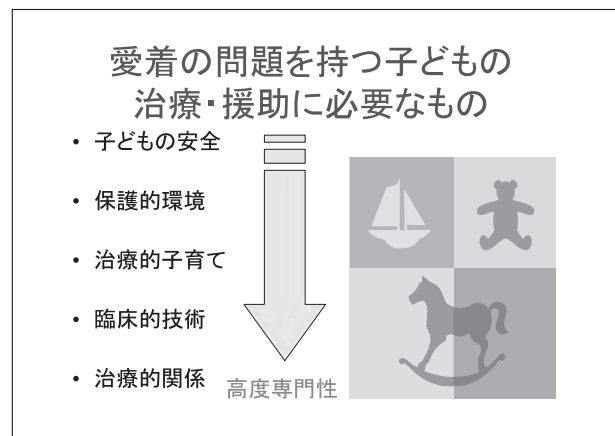 愛着の問題を持つ子どもの
治療・援助に必要なもの
• 子どもの安全
• 保護的環境
• 治療的子育て
• 臨床的技術
• 治療的関係
高度専門性